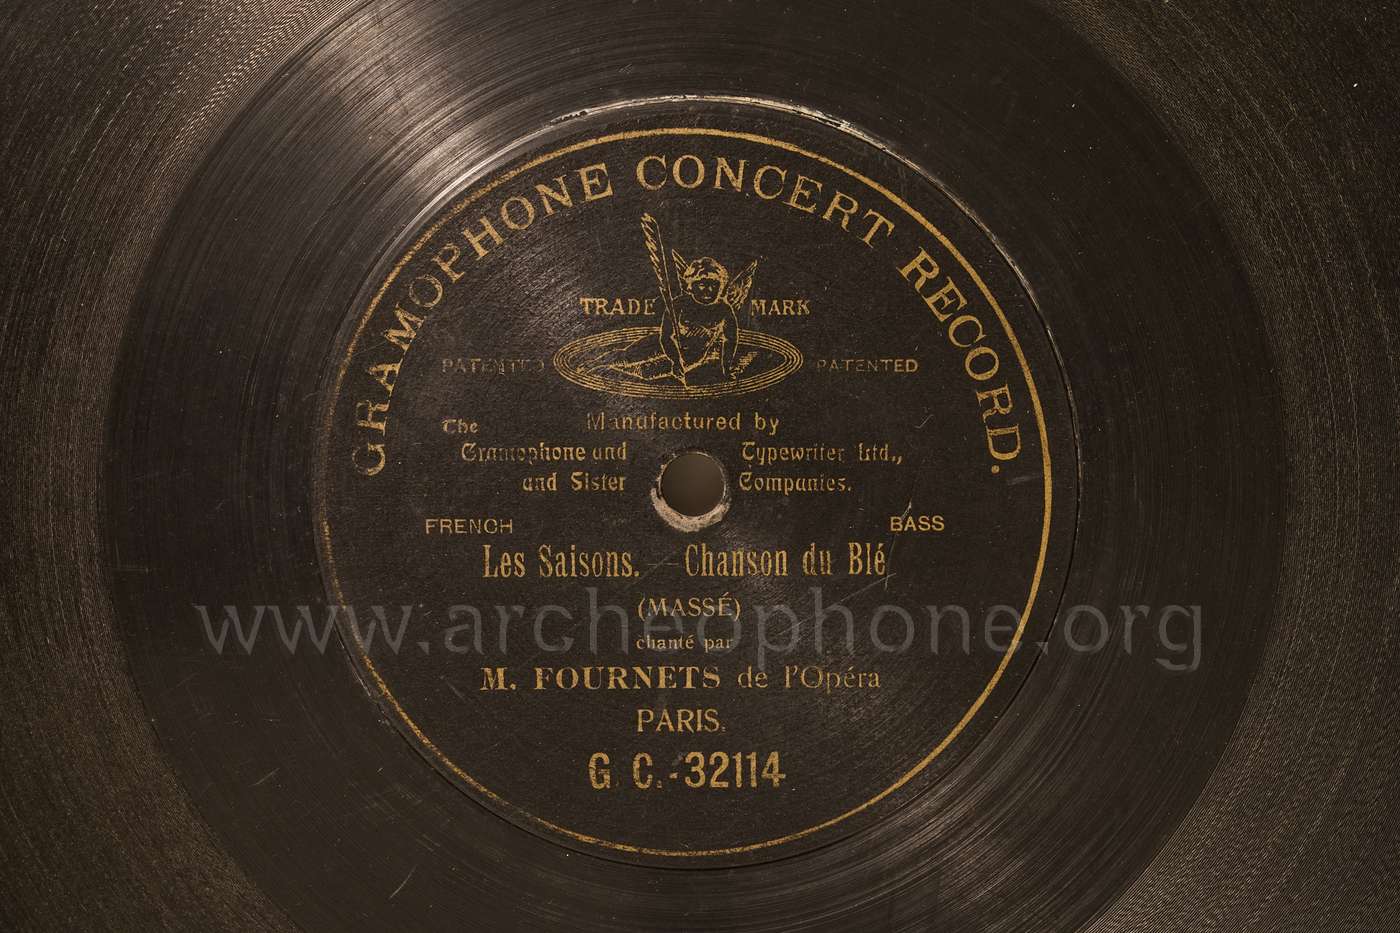 GRAMOPHONE CONCERT RECORD.
TRADE MARK
PATENTED PATENTED
Manufactured by
The
Gramophone and Typewriter Ltd.,
and Sister Companies.
FRENCH BASS
Les Saisons. — Chanson du Blé
(MASSÉ)
www.archeophone.org
chanté par
M. FOURNETS de l'Opéra
PARIS.
G. C.-32114